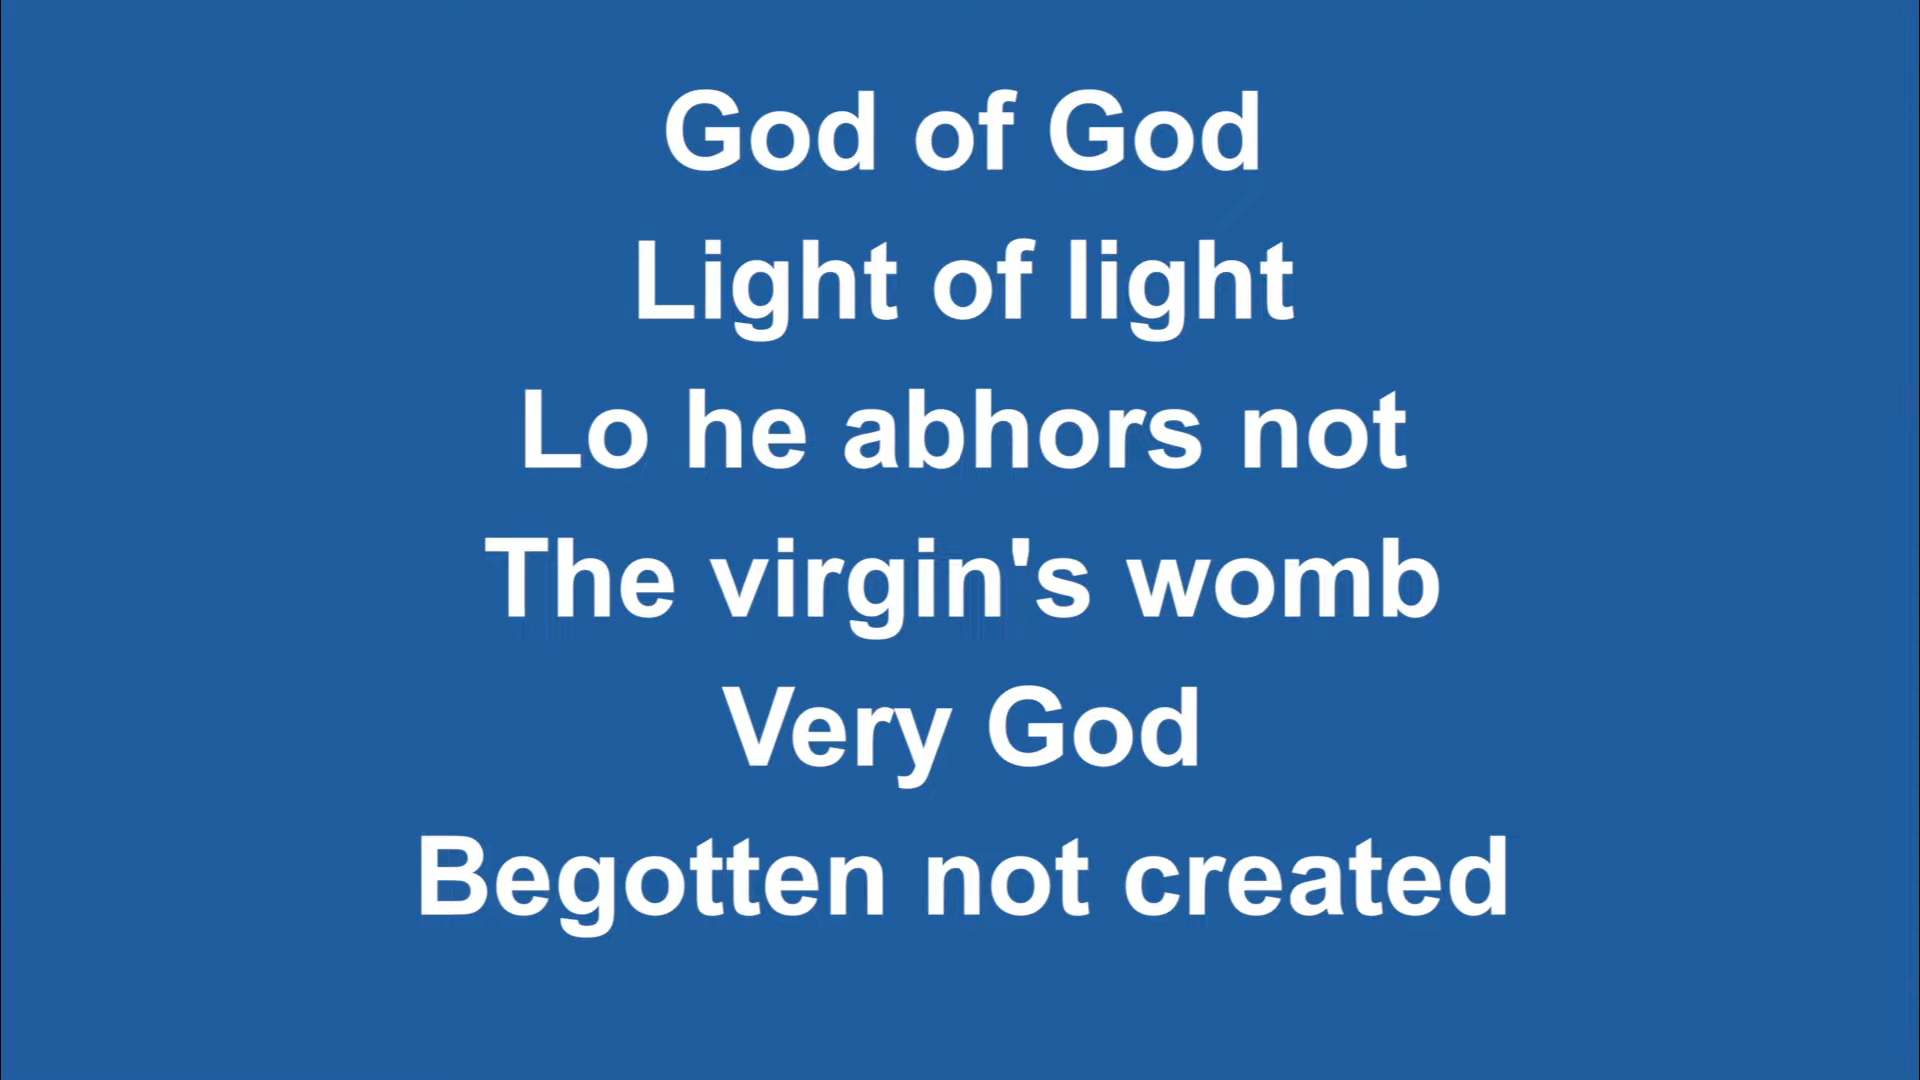 God of God
Light of light
Lo he abhors not
The virgin's womb
Very God
Begotten not created